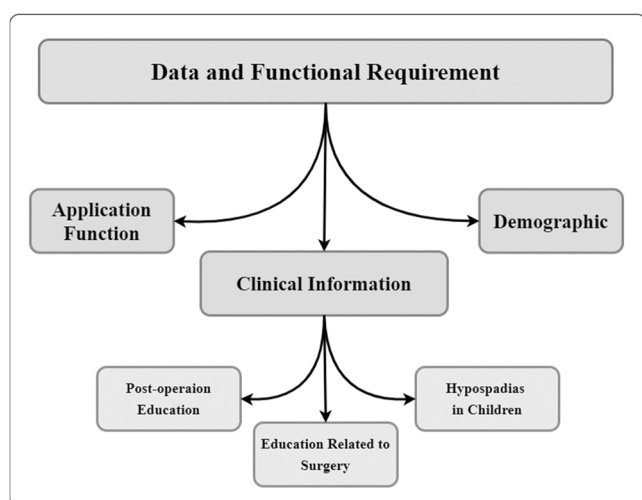 Data and Functional Requirement
Application
Function
Demographic
Clinical Information
Post-operaion
Education
Hypospadias
in Children
Education Related to
Surgery